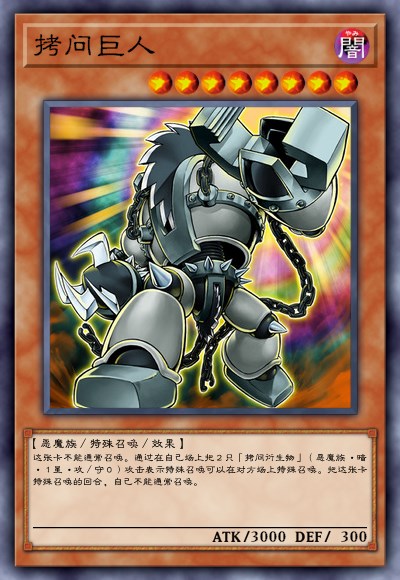 拷问巨人
やみ
闇
【恶魔族／特殊召唤／效果】
这张卡不能通常召唤。通过在自己场上把2只「拷问衍生物」（恶魔族・暗
・1星・攻／守0）攻击表示特殊召唤可以在对方场上特殊召唤。把这张卡
特殊召唤的回合，自己不能通常召唤。
ATK/3000 DEF/ 300